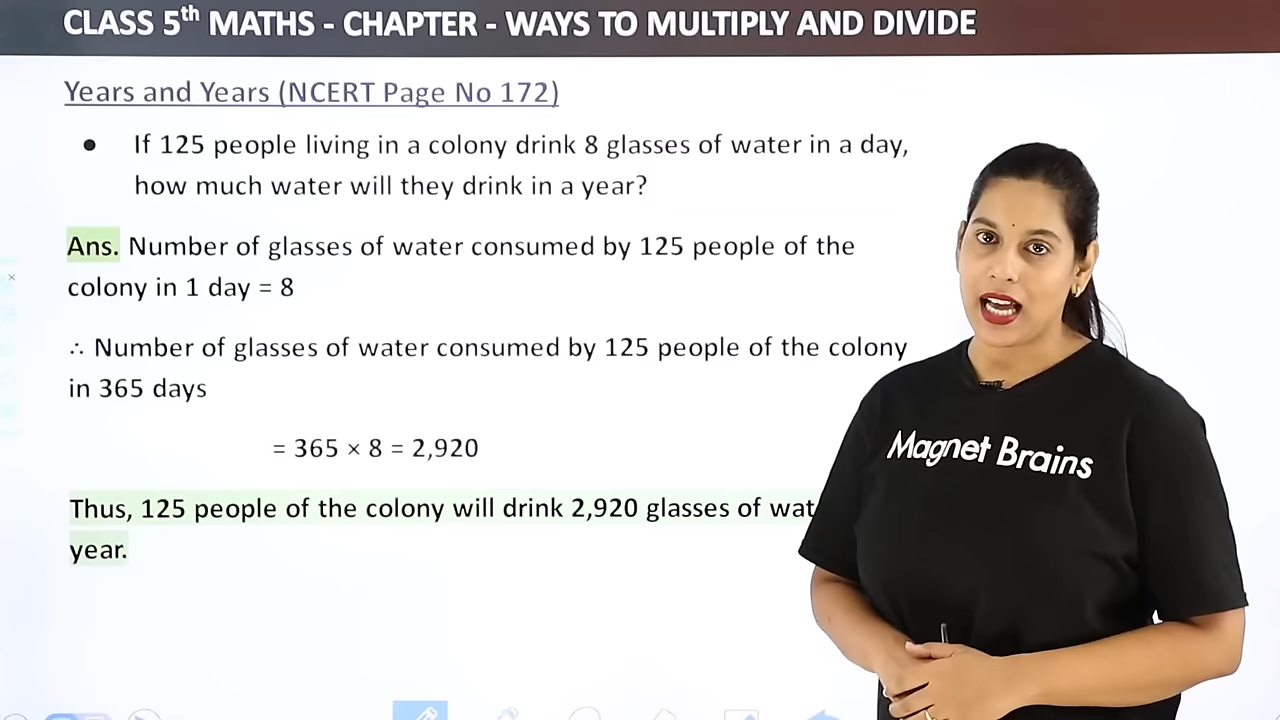 CLASS 5th MATHS - CHAPTER - WAYS TO MULTIPLY AND DIVIDE
Years and Years (NCERT Page No 172)
• If 125 people living in a colony drink 8 glasses of water in a day,
how much water will they drink in a year?
Ans. Number of glasses of water consumed by 125 people of the
colony in 1 day = 8
∴ Number of glasses of water consumed by 125 people of the colony
in 365 days
= 365 × 8 = 2,920
Thus, 125 people of the colony will drink 2,920 glasses of wat
year.
Magnet Brains